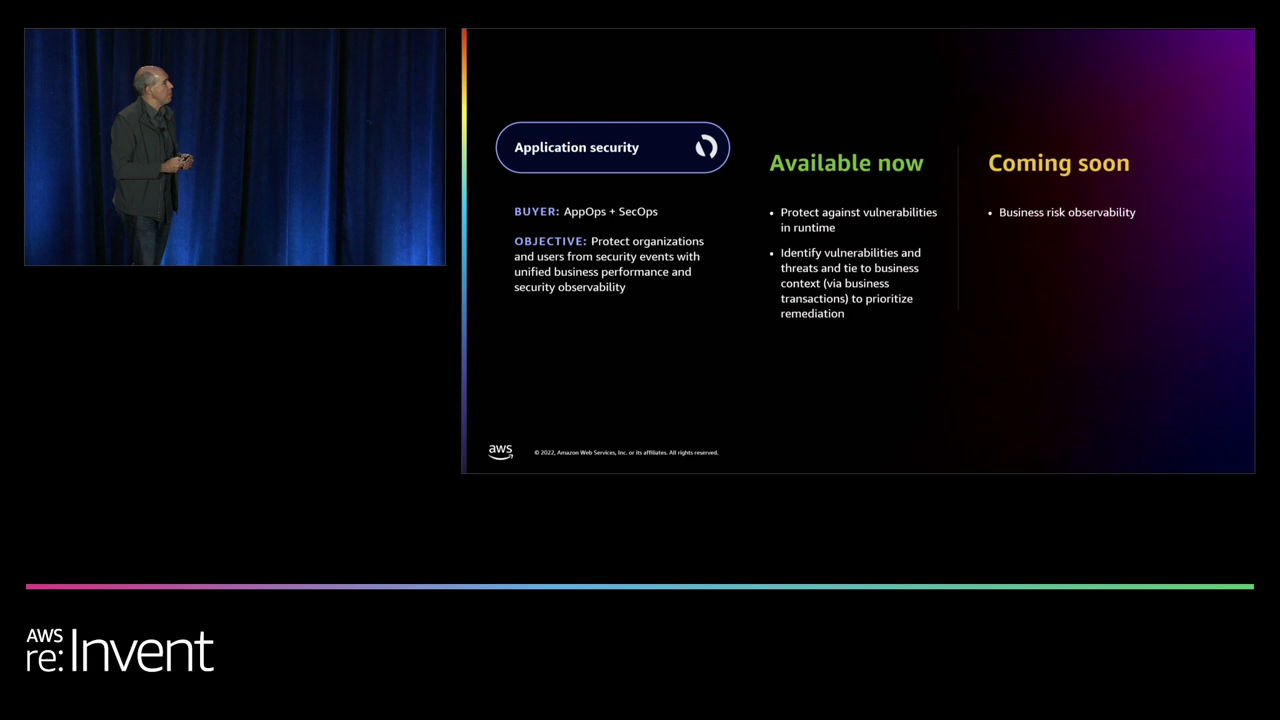 Application security
BUYER: AppOps + SecOps
OBJECTIVE: Protect organizations
and users from security events with
unified business performance and
security observability
Available now
• Protect against vulnerabilities
in runtime
• Identify vulnerabilities and
threats and tie to business
context (via business
transactions) to prioritize
remediation
Coming soon
• Business risk observability
aws
© 2022, Amazon Web Services, Inc. or its affiliates. All rights reserved.
AWS
re:Invent